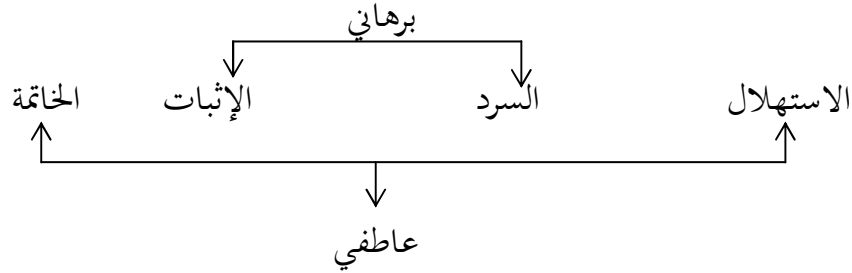 برهاني
الاستهلال السرد الإثبات الخاتمة
عاطفي